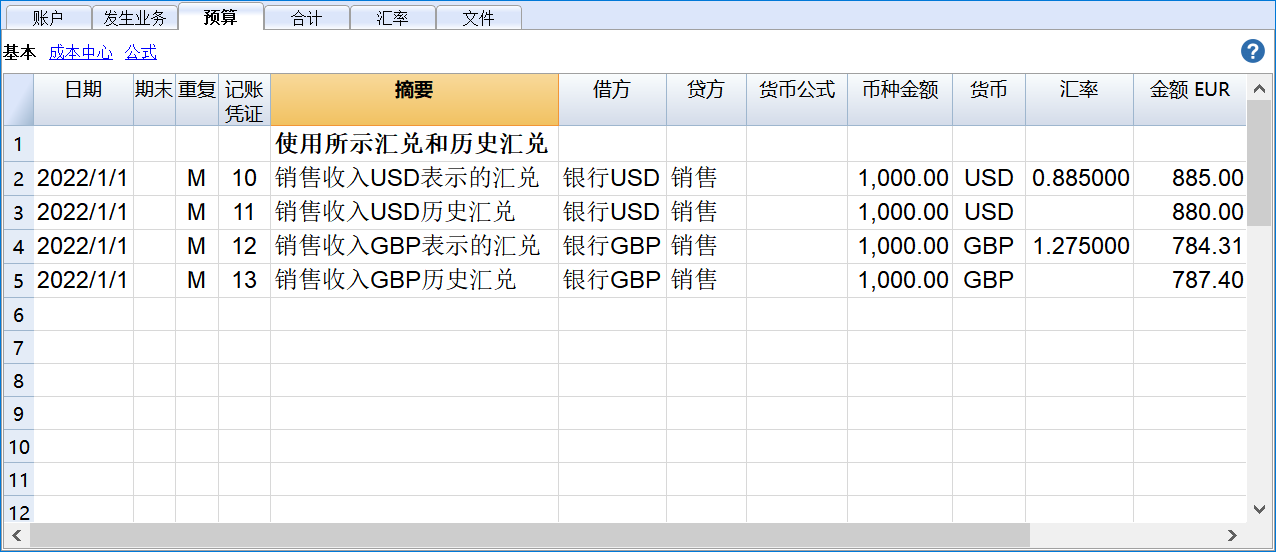 账户 发生业务 预算 合计 汇率 文件
基本 成本中心 公式 ?
日期 期末 重复 记账凭证 摘要 借方 贷方 货币公式 币种金额 货币 汇率 金额 EUR
1 使用所示汇兑和历史汇兑
2 2022/1/1 M 10 销售收入USD表示的汇兑 银行USD 销售 1,000.00 USD 0.885000 885.00
3 2022/1/1 M 11 销售收入USD历史汇兑 银行USD 销售 1,000.00 USD 880.00
4 2022/1/1 M 12 销售收入GBP表示的汇兑 银行GBP 销售 1,000.00 GBP 1.275000 784.31
5 2022/1/1 M 13 销售收入GBP历史汇兑 银行GBP 销售 1,000.00 GBP 787.40
6
7
8
9
10
11
12